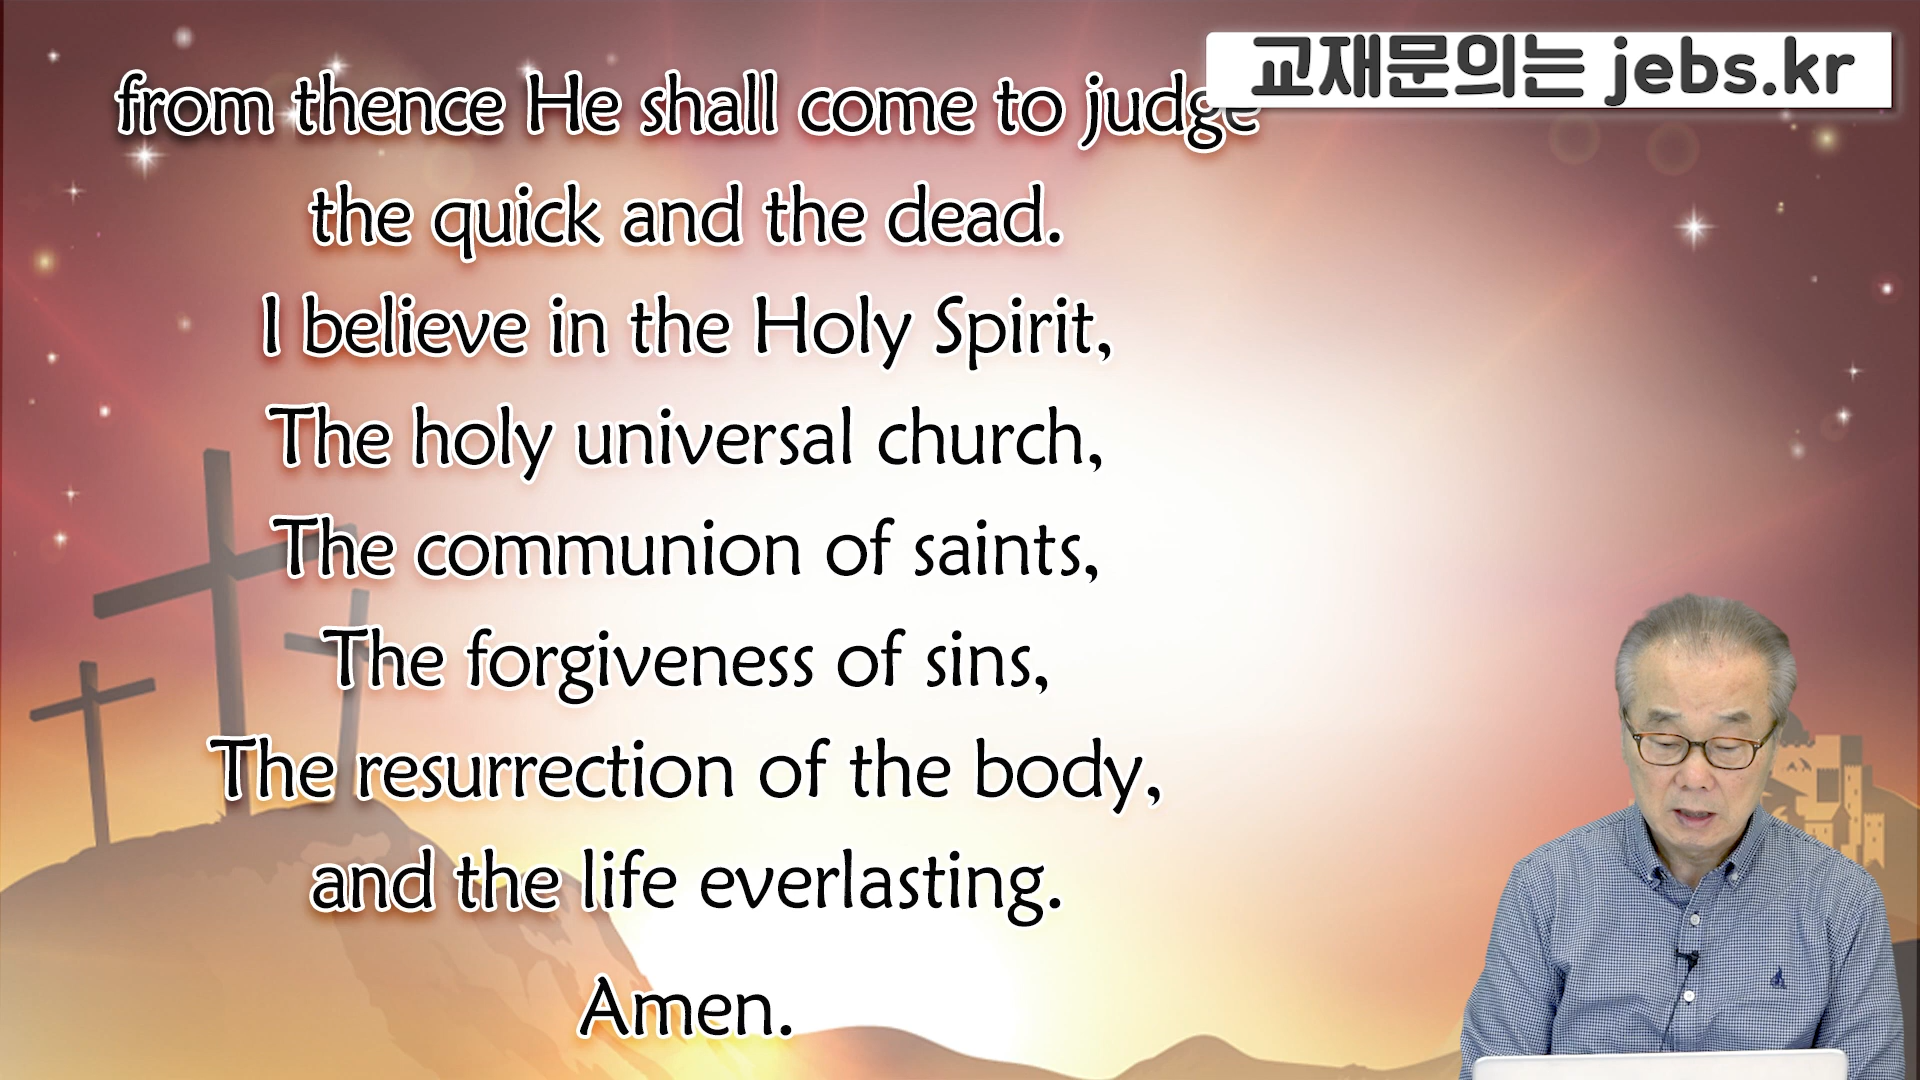 교재문의는 jebs.kr
from thence He shall come to judge
the quick and the dead.
I believe in the Holy Spirit,
The holy universal church,
The communion of saints,
The forgiveness of sins,
The resurrection of the body,
and the life everlasting.
Amen.